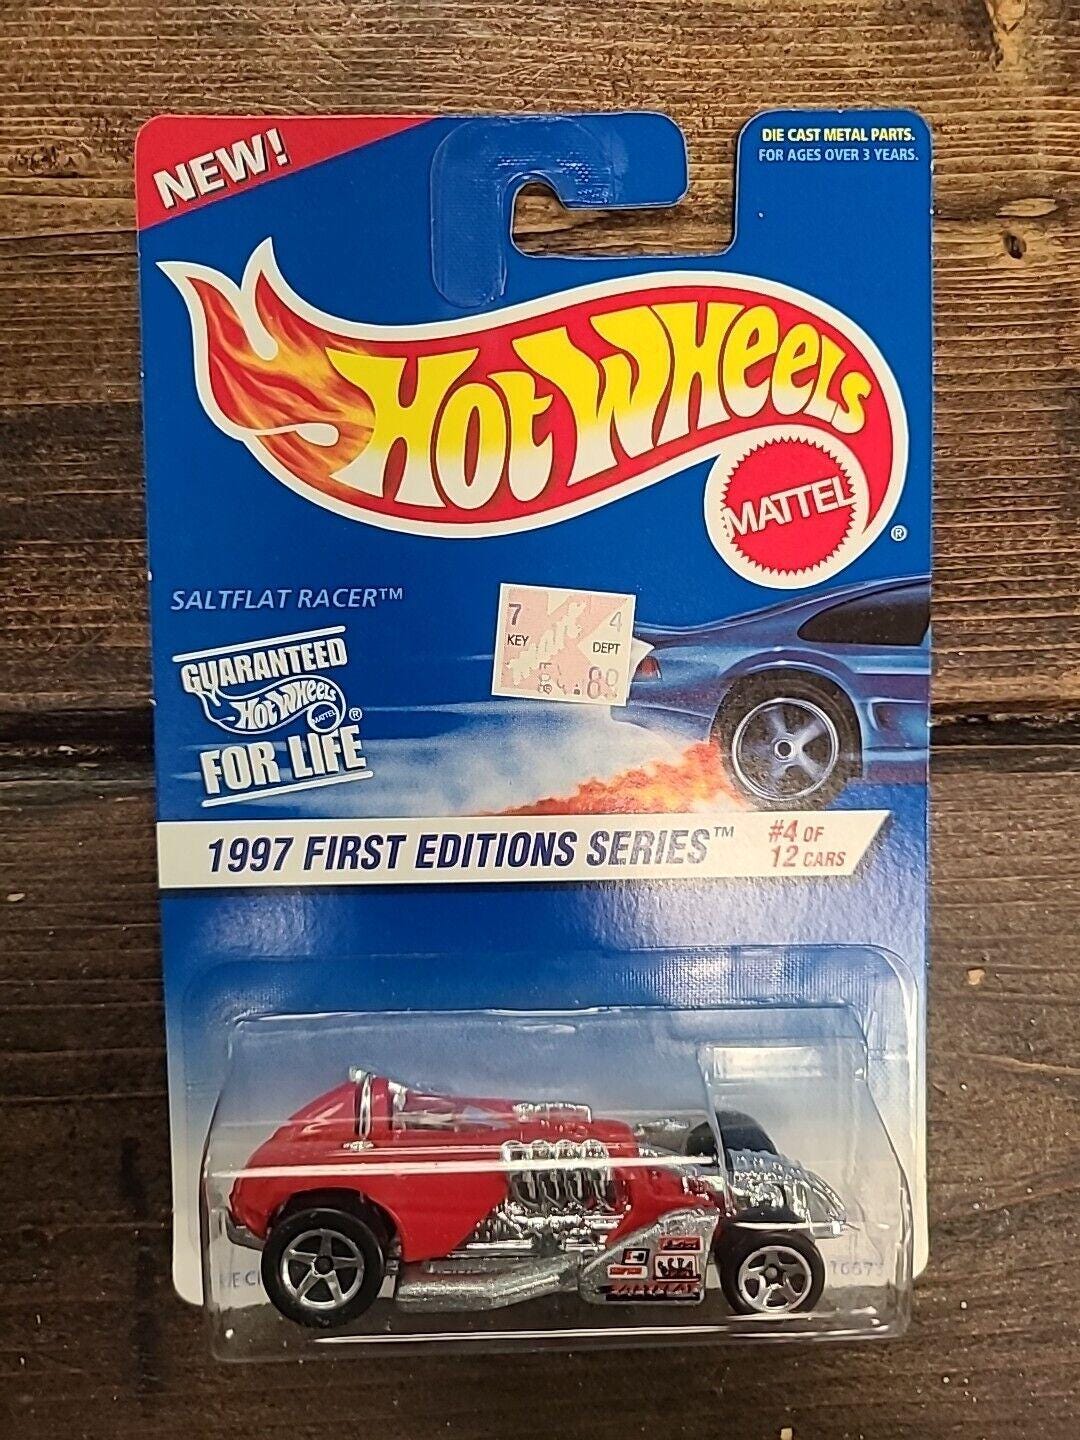 NEW!
DIE CAST METAL PARTS.
FOR AGES OVER 3 YEARS.
HOT WHEELS
MATTEL
®
SALTFLAT RACER™
GUARANTEED
HOT WHEELS
MATTEL
®
FOR LIFE
7
KEY
4
DEPT
1997 FIRST EDITIONS SERIES™
#4 OF
12 CARS